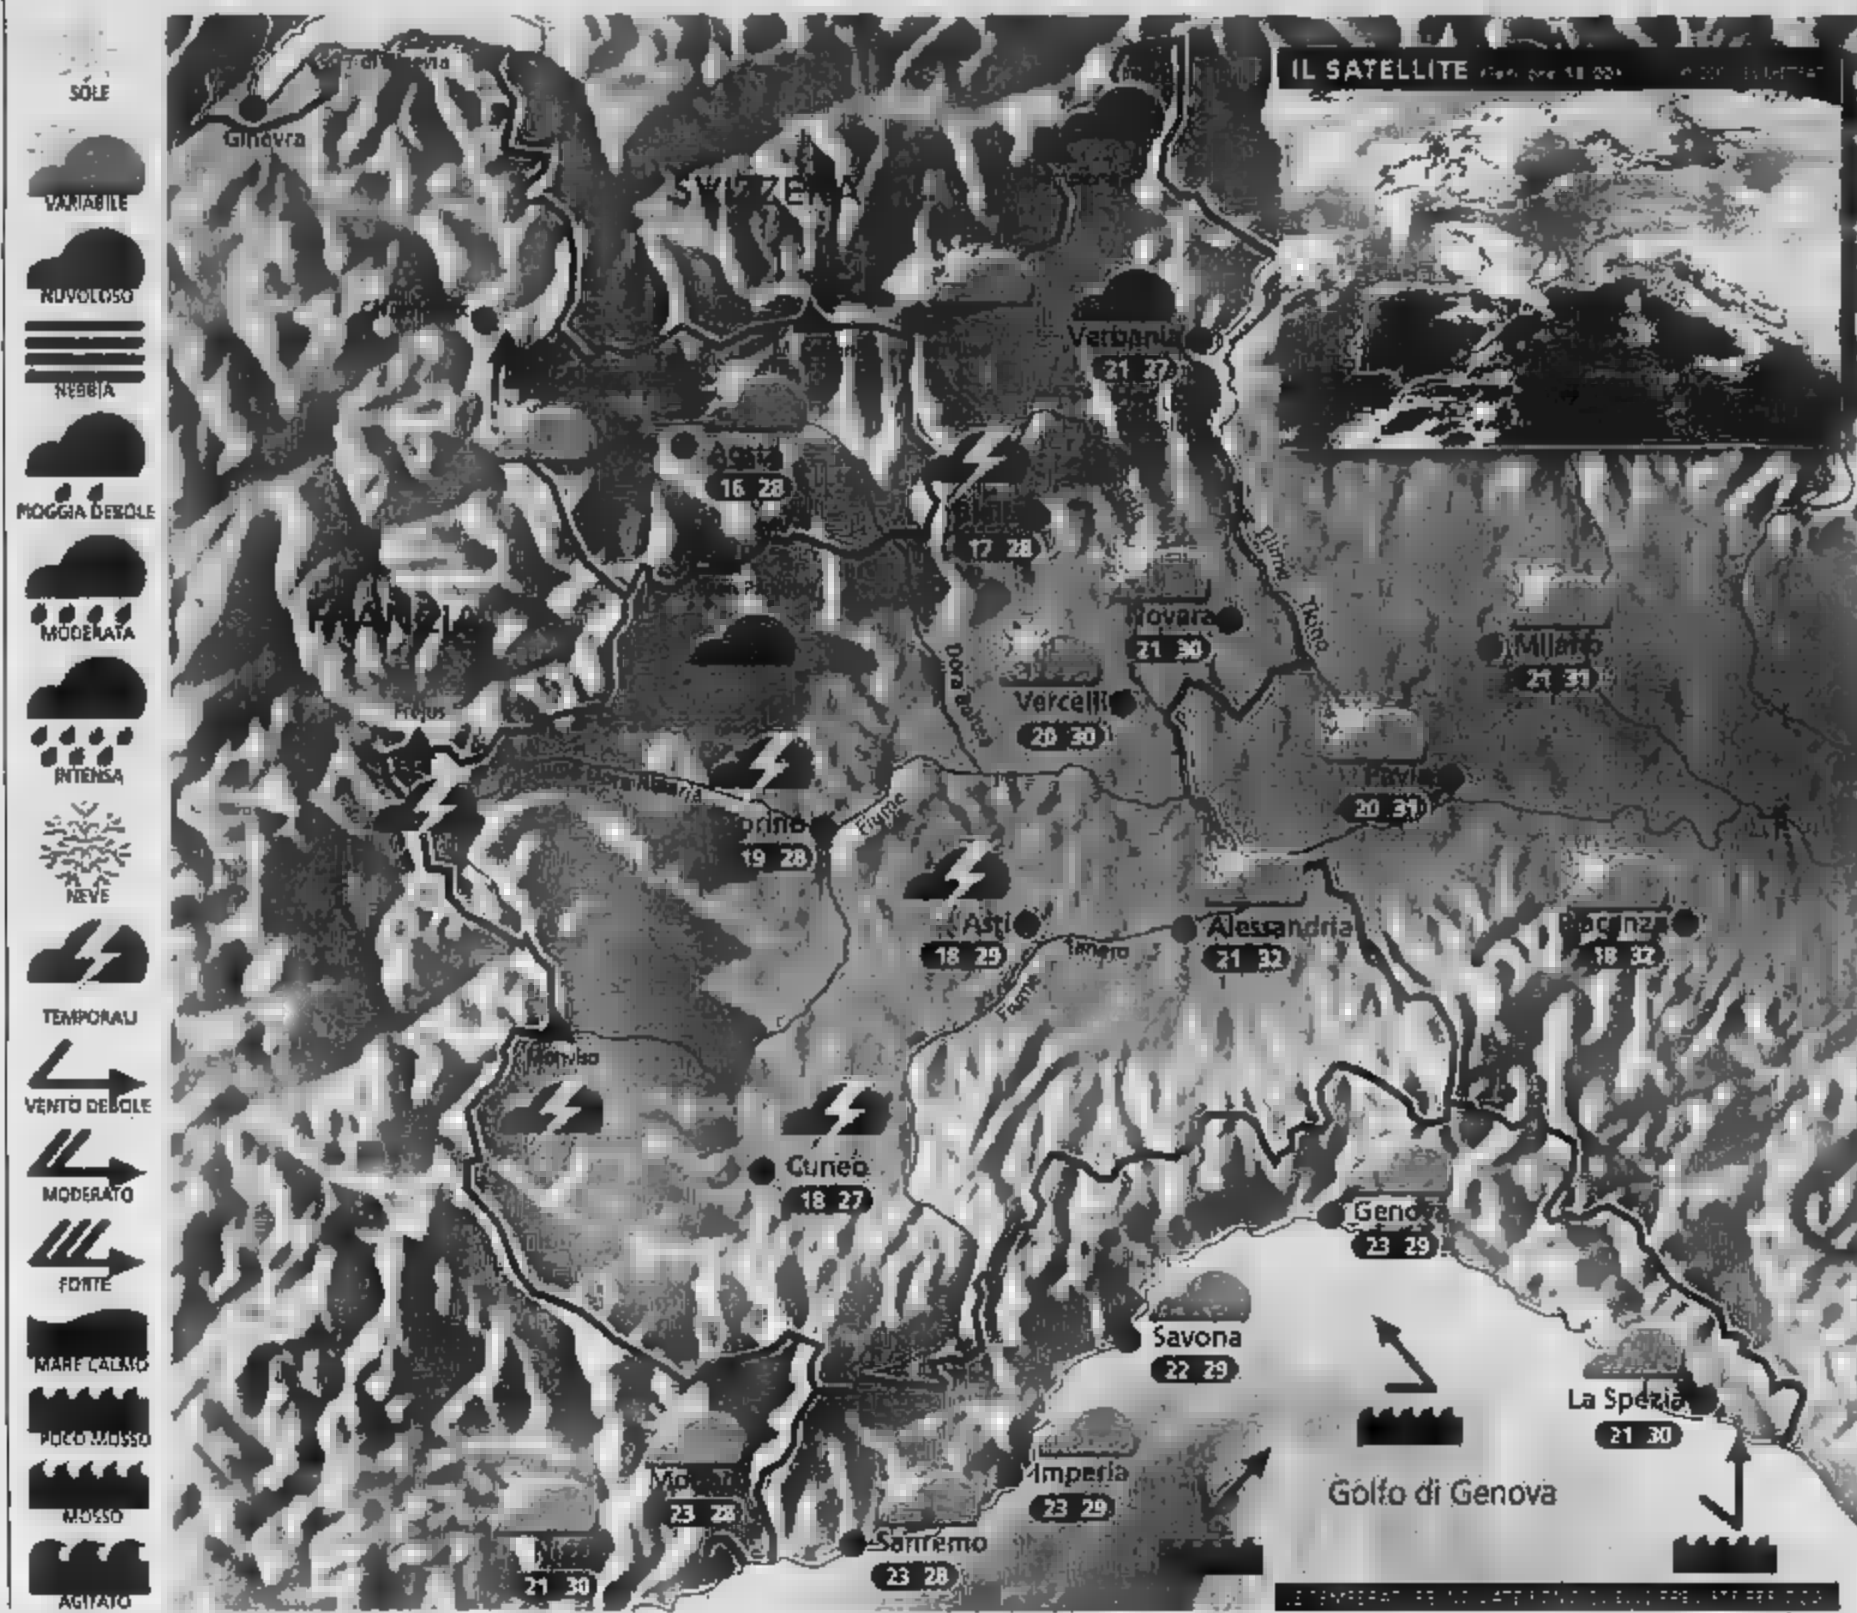 SOLE
VARIABILE
NUVOLOSO
NEBBIA
PIOGGIA DEBOLE
MODERATA
INTENSA
NEVE
TEMPORALI
VENTO DEBOLE
MODERATO
FORTE
MARE CALMO
POCO MOSSO
MOSSO
AGITATO
IL SATELLITE
Ginevra
SVIZZERA
Verbania
21 27
Aosta
16 28
17 28
Fiume
Ticino
FRANCIA
Novara
21 30
Milano
21 31
Dora Baltea
Vercelli
20 30
Frejus
Pavia
20 31
Dora Riparia
Torino
19 28
Fiume
Asti
18 29
Tanaro
Fiume
Alessandria
21 32
Piacenza
18 32
Monviso
Cuneo
18 27
Genova
23 29
Savona
22 29
La Spezia
21 30
Imperia
23 29
Golfo di Genova
23 28
Sanremo
23 28
21 30